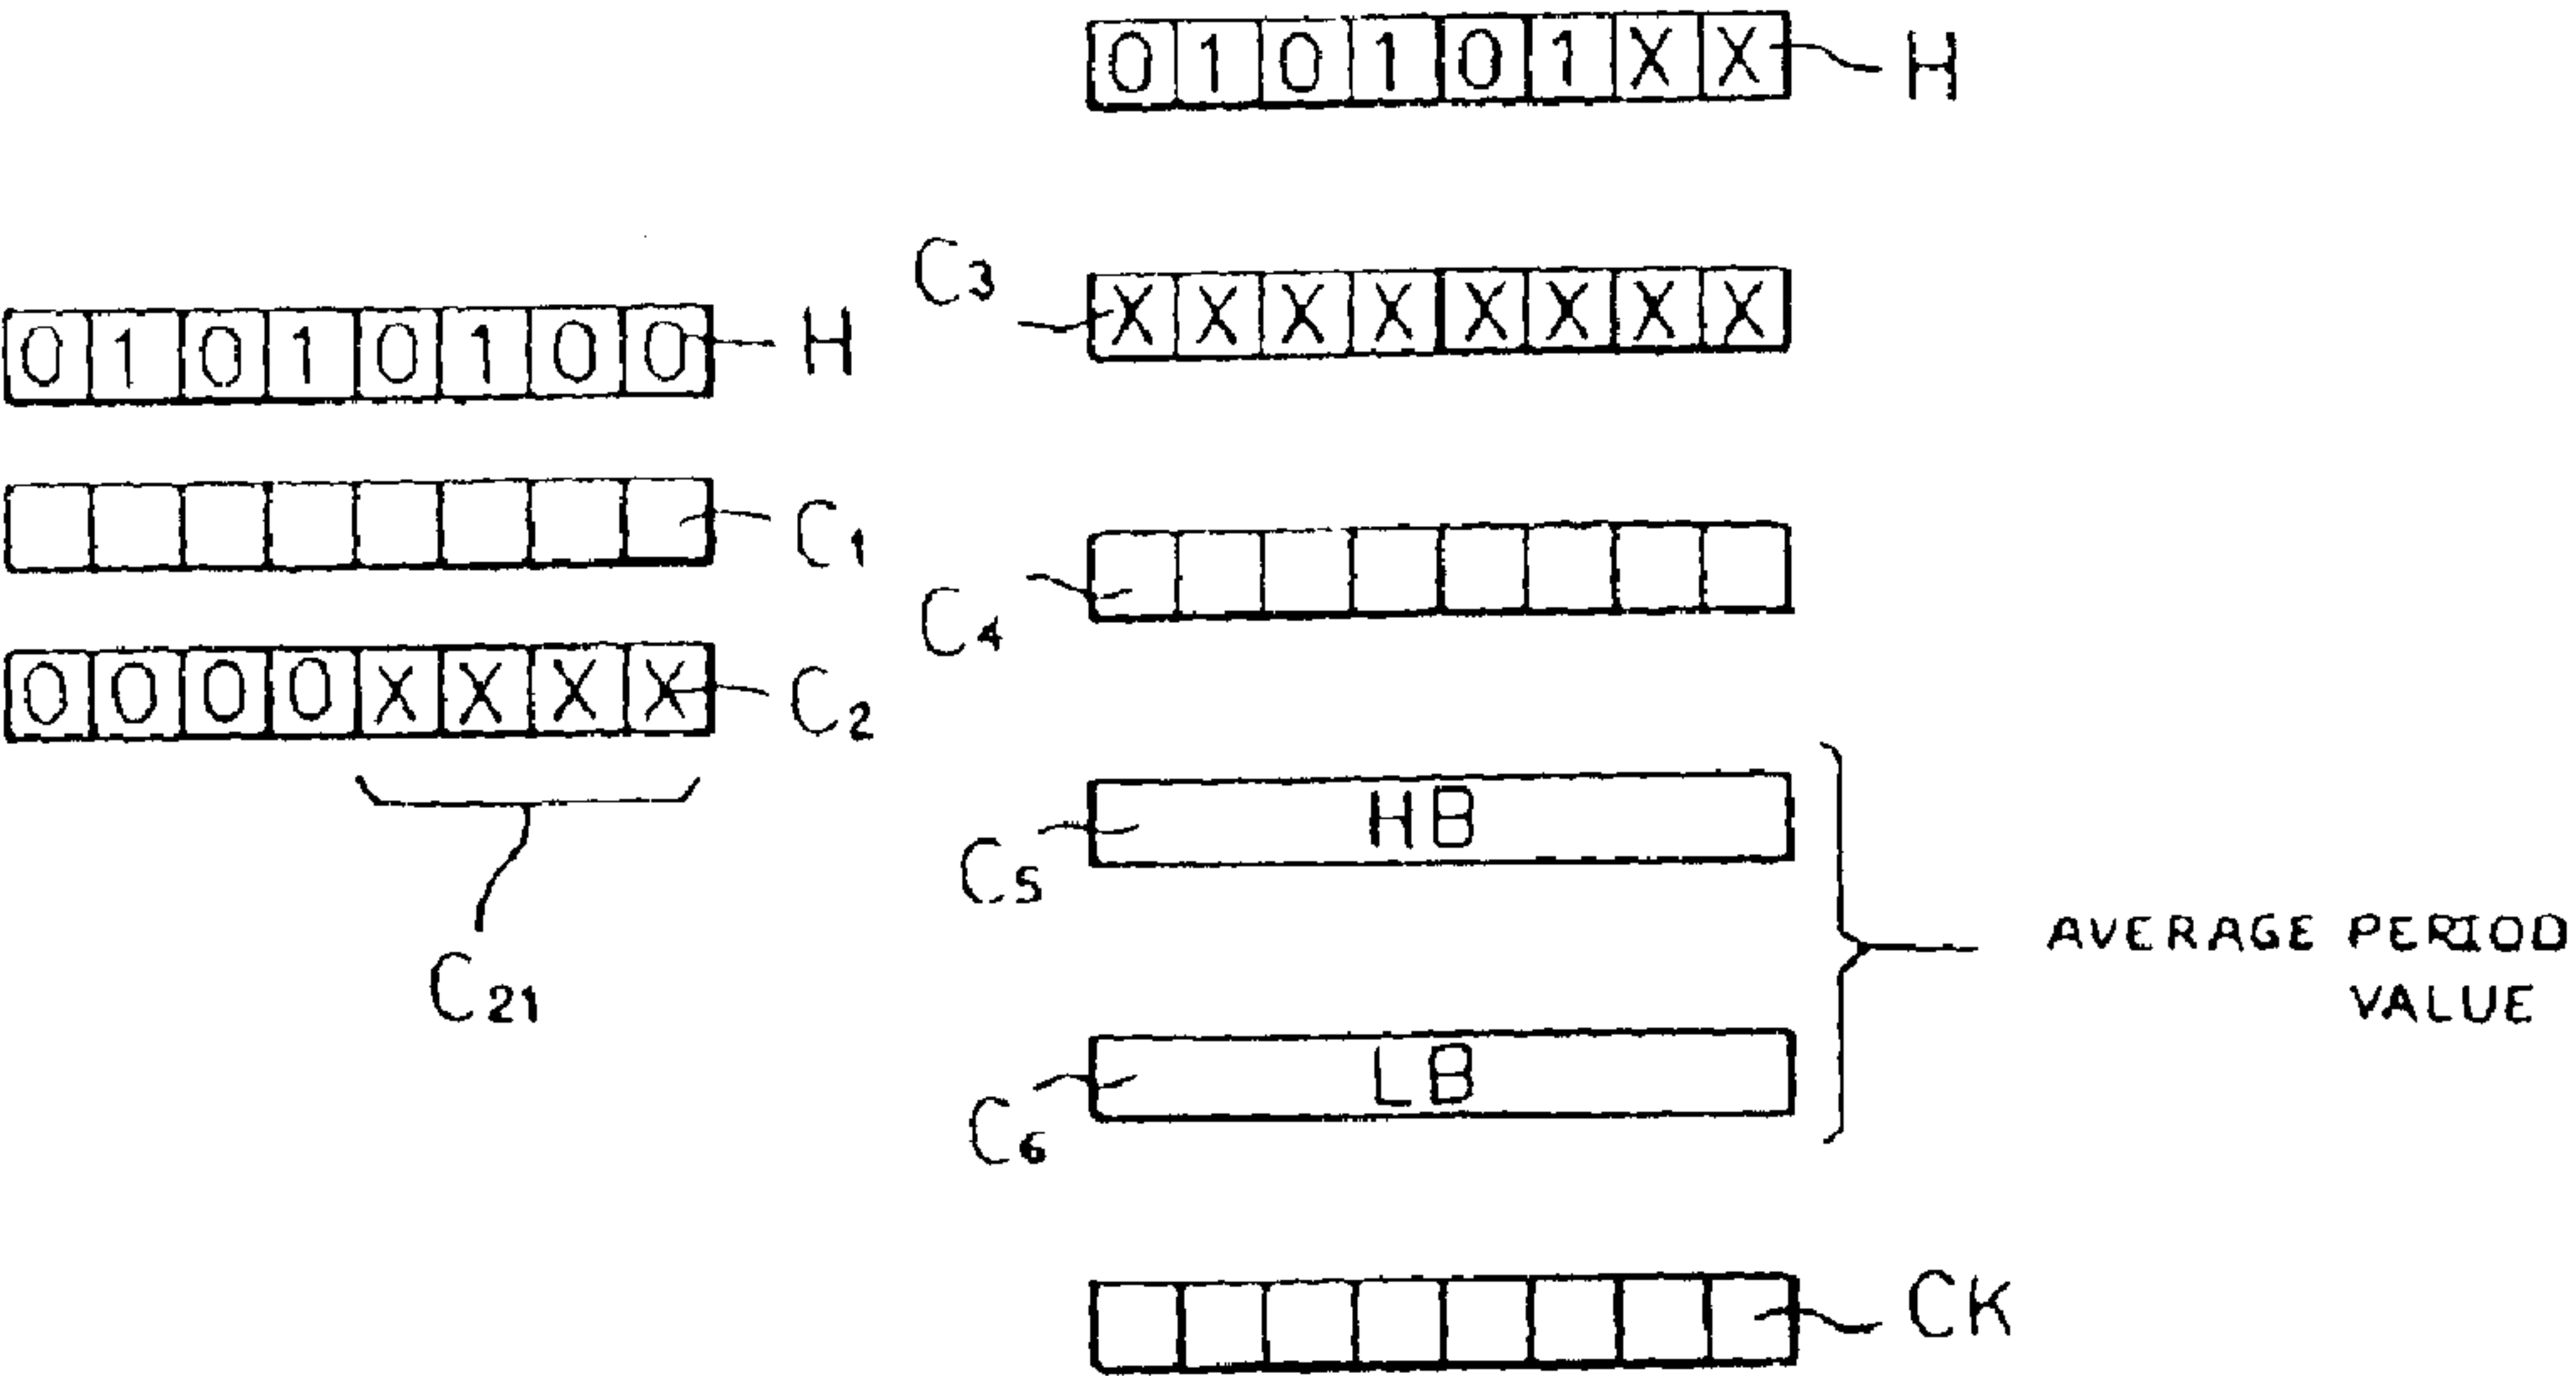 0 1 0 1 0 1 0 0 H
C1
0 0 0 0 X X X X C2
C21
0 1 0 1 0 1 X X H
C3 X X X X X X X X
C4
C5 HB
AVERAGE PERIOD
VALUE
C6 LB
CK